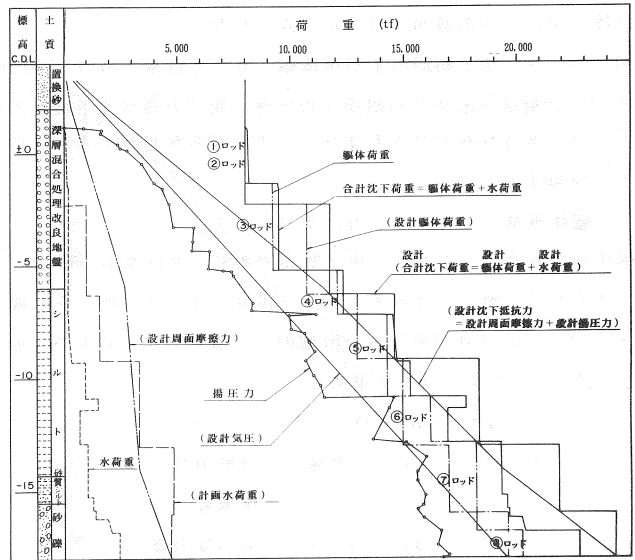 標高
C.D.L
土質
荷重 (tf)
5,000
10,000
15,000
20,000
±0
-5
-10
-15
置換砂
深層混合処理改良地盤
シルト
砂質シルト
砂礫
①ロッド
②ロッド
③ロッド
④ロッド
⑤ロッド
⑥ロッド
⑦ロッド
⑧ロッド
躯体荷重
合計沈下荷重=躯体荷重+水荷重
(設計躯体荷重)
設計 設計 設計
(合計沈下荷重=躯体荷重+水荷重)
(設計沈下抵抗力
=設計周面摩擦力+設計揚圧力)
(設計周面摩擦力)
揚圧力
(設計気圧)
水荷重
(計画水荷重)